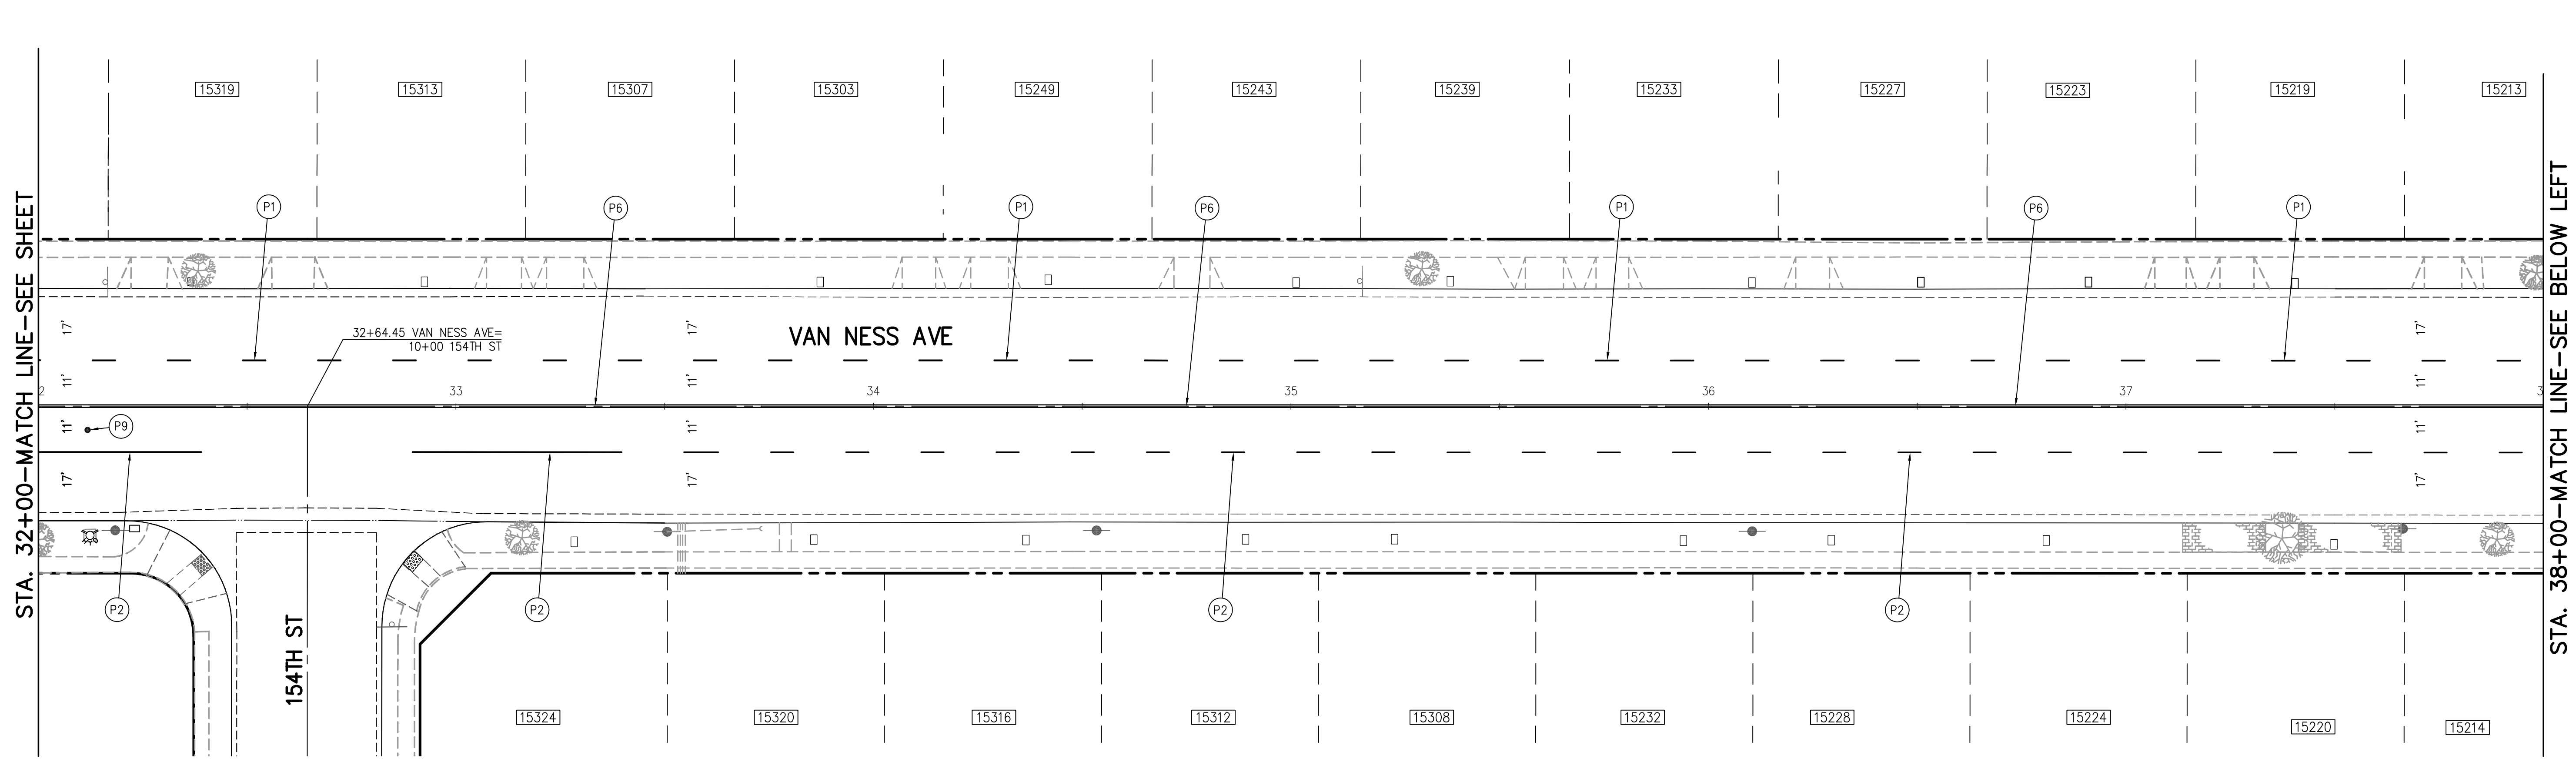 15319
15313
15307
15303
15249
15243
15239
15233
15227
15223
15219
15213
P1
P6
P1
P6
P1
P6
P1
STA. 32+00-MATCH LINE-SEE SHEET
STA. 38+00-MATCH LINE-SEE BELOW LEFT
17'
32+64.45 VAN NESS AVE=
10+00 154TH ST
17'
VAN NESS AVE
17'
11'
11'
11'
2
33
34
35
36
37
3
11'
P9
11'
11'
17'
17'
17'
P2
P2
P2
P2
154TH ST
15324
15320
15316
15312
15308
15232
15228
15224
15220
15214